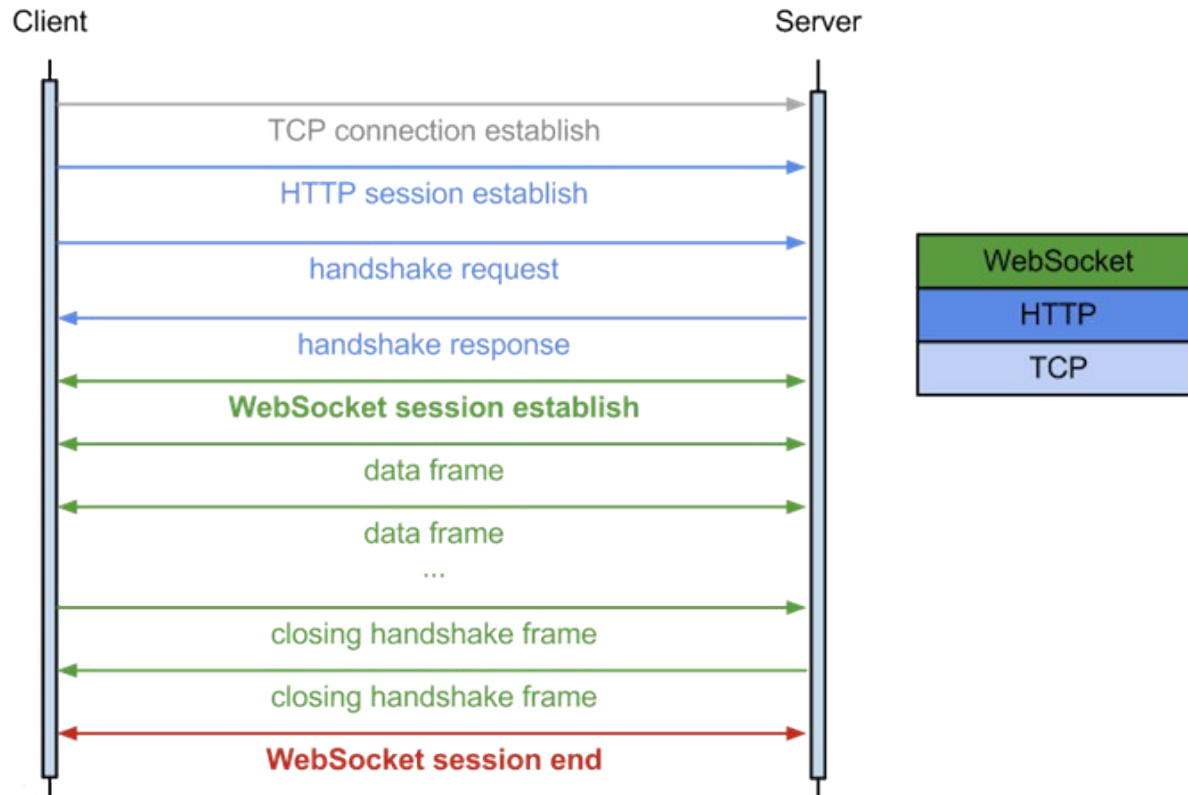 Client
Server
TCP connection establish
HTTP session establish
handshake request
handshake response
WebSocket session establish
data frame
data frame
...
closing handshake frame
closing handshake frame
WebSocket session end
WebSocket
HTTP
TCP